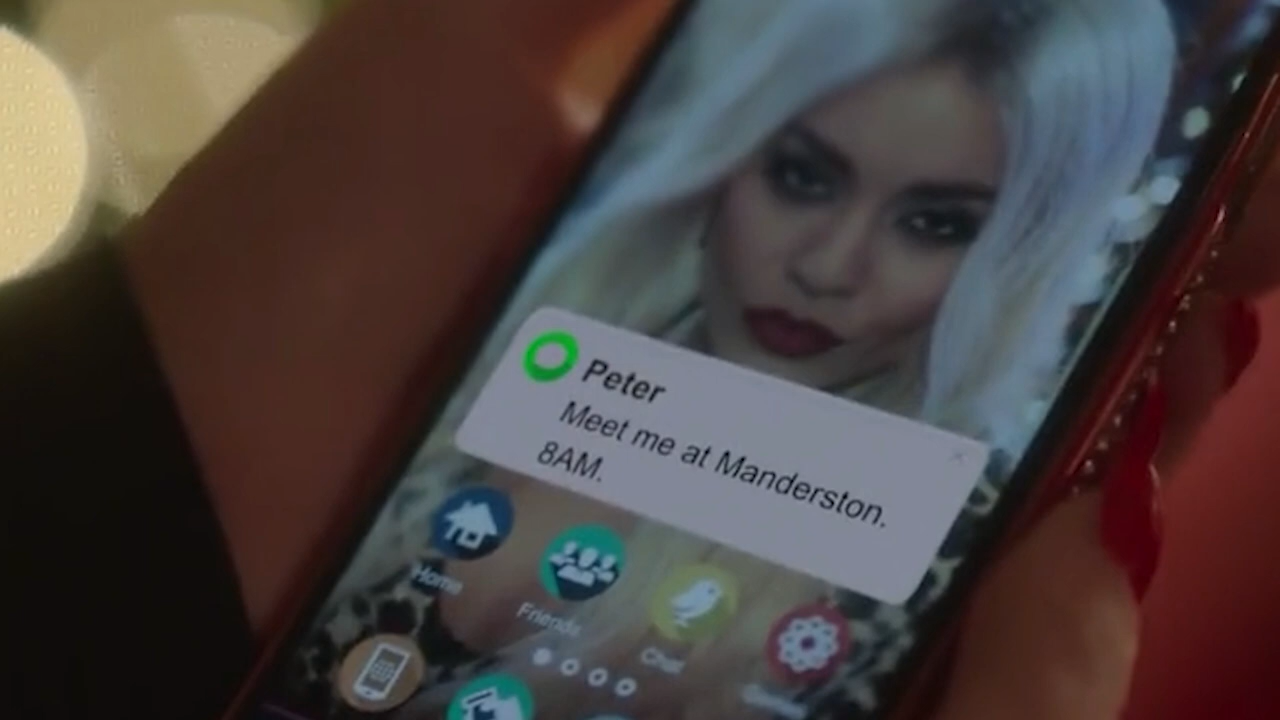 Peter
Meet me at Manderston.
8AM.
Home
Friends
Chat